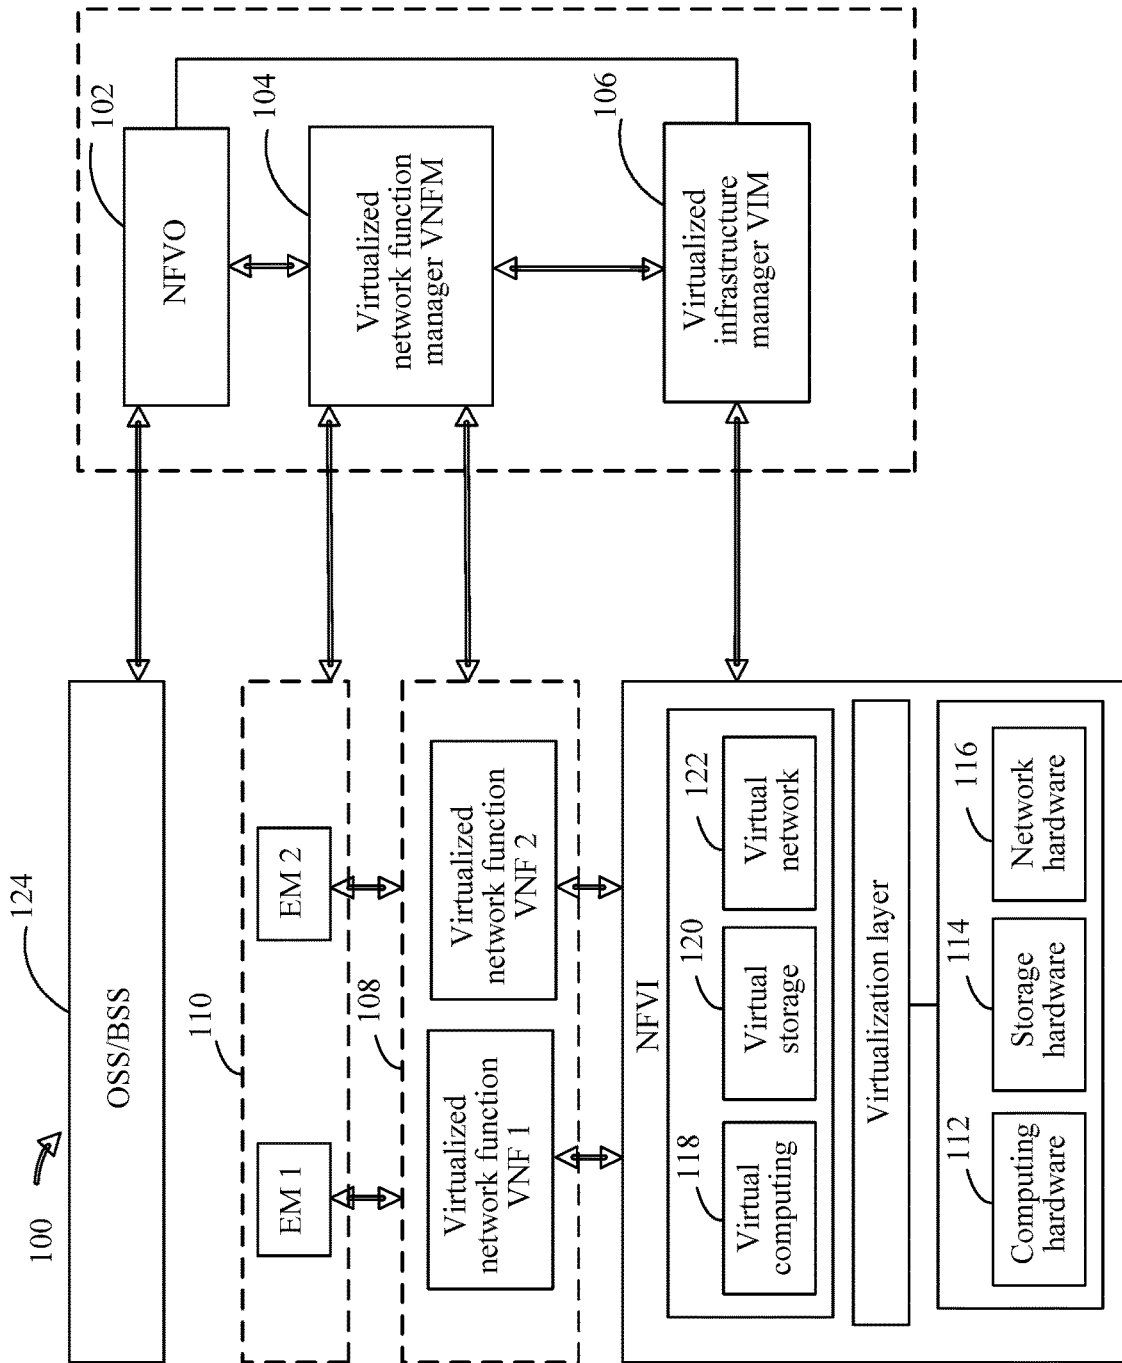 100
124
OSS/BSS
110
EM 1
EM 2
108
Virtualized
network function
VNF 1
Virtualized
network function
VNF 2
NFVI
118
Virtual
computing
120
Virtual
storage
122
Virtual
network
Virtualization layer
112
Computing
hardware
114
Storage
hardware
116
Network
hardware
102
NFVO
104
Virtualized
network function
manager VNFM
106
Virtualized
infrastructure
manager VIM